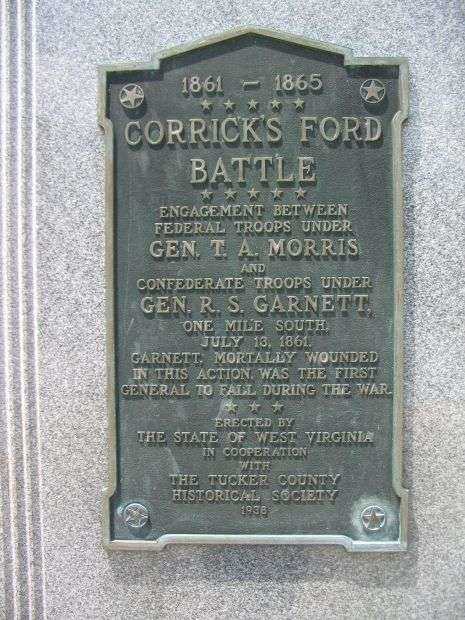 1861 – 1865
CORRICK'S FORD
BATTLE
ENGAGEMENT BETWEEN
FEDERAL TROOPS UNDER
GEN. T. A. MORRIS
AND
CONFEDERATE TROOPS UNDER
GEN. R. S. GARNETT,
ONE MILE SOUTH,
JULY 13, 1861.
GARNETT, MORTALLY WOUNDED
IN THIS ACTION, WAS THE FIRST
GENERAL TO FALL DURING THE WAR.
ERECTED BY
THE STATE OF WEST VIRGINIA
IN COOPERATION
WITH
THE TUCKER COUNTY
HISTORICAL SOCIETY
1938